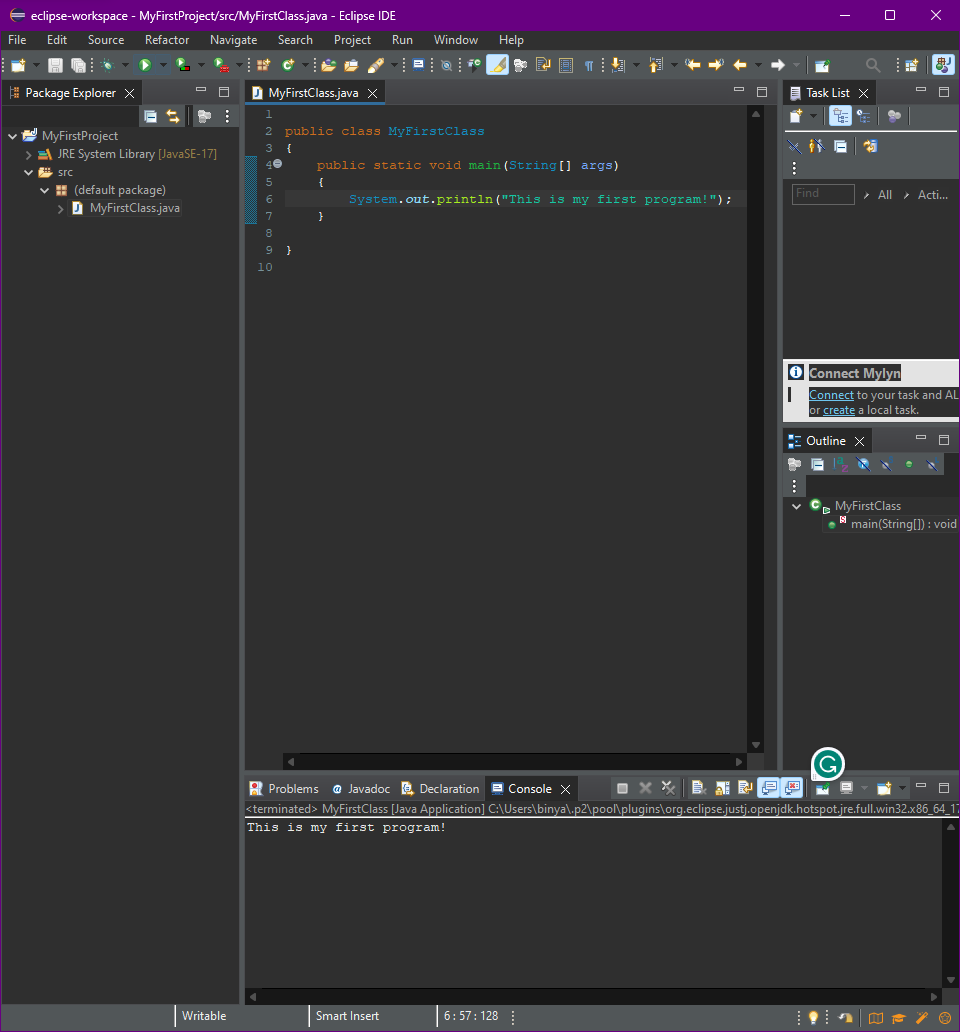 eclipse-workspace - MyFirstProject/src/MyFirstClass.java - Eclipse IDE
File Edit Source Refactor Navigate Search Project Run Window Help
Package Explorer
MyFirstProject
JRE System Library [JavaSE-17]
src
(default package)
MyFirstClass.java
MyFirstClass.java
1
2 public class MyFirstClass
3 {
4 public static void main(String[] args)
5 {
6 System.out.println("This is my first program!");
7 }
8
9 }
10
Task List
Find All Acti...
Connect Mylyn
Connect to your task and AL
or create a local task.
Outline
MyFirstClass
main(String[]) : void
Problems Javadoc Declaration Console
<terminated> MyFirstClass [Java Application] C:\Users\binya\.p2\pool\plugins\org.eclipse.justj.openjdk.hotspot.jre.full.win32.x86_64_17
This is my first program!
Writable Smart Insert 6 : 57 : 128